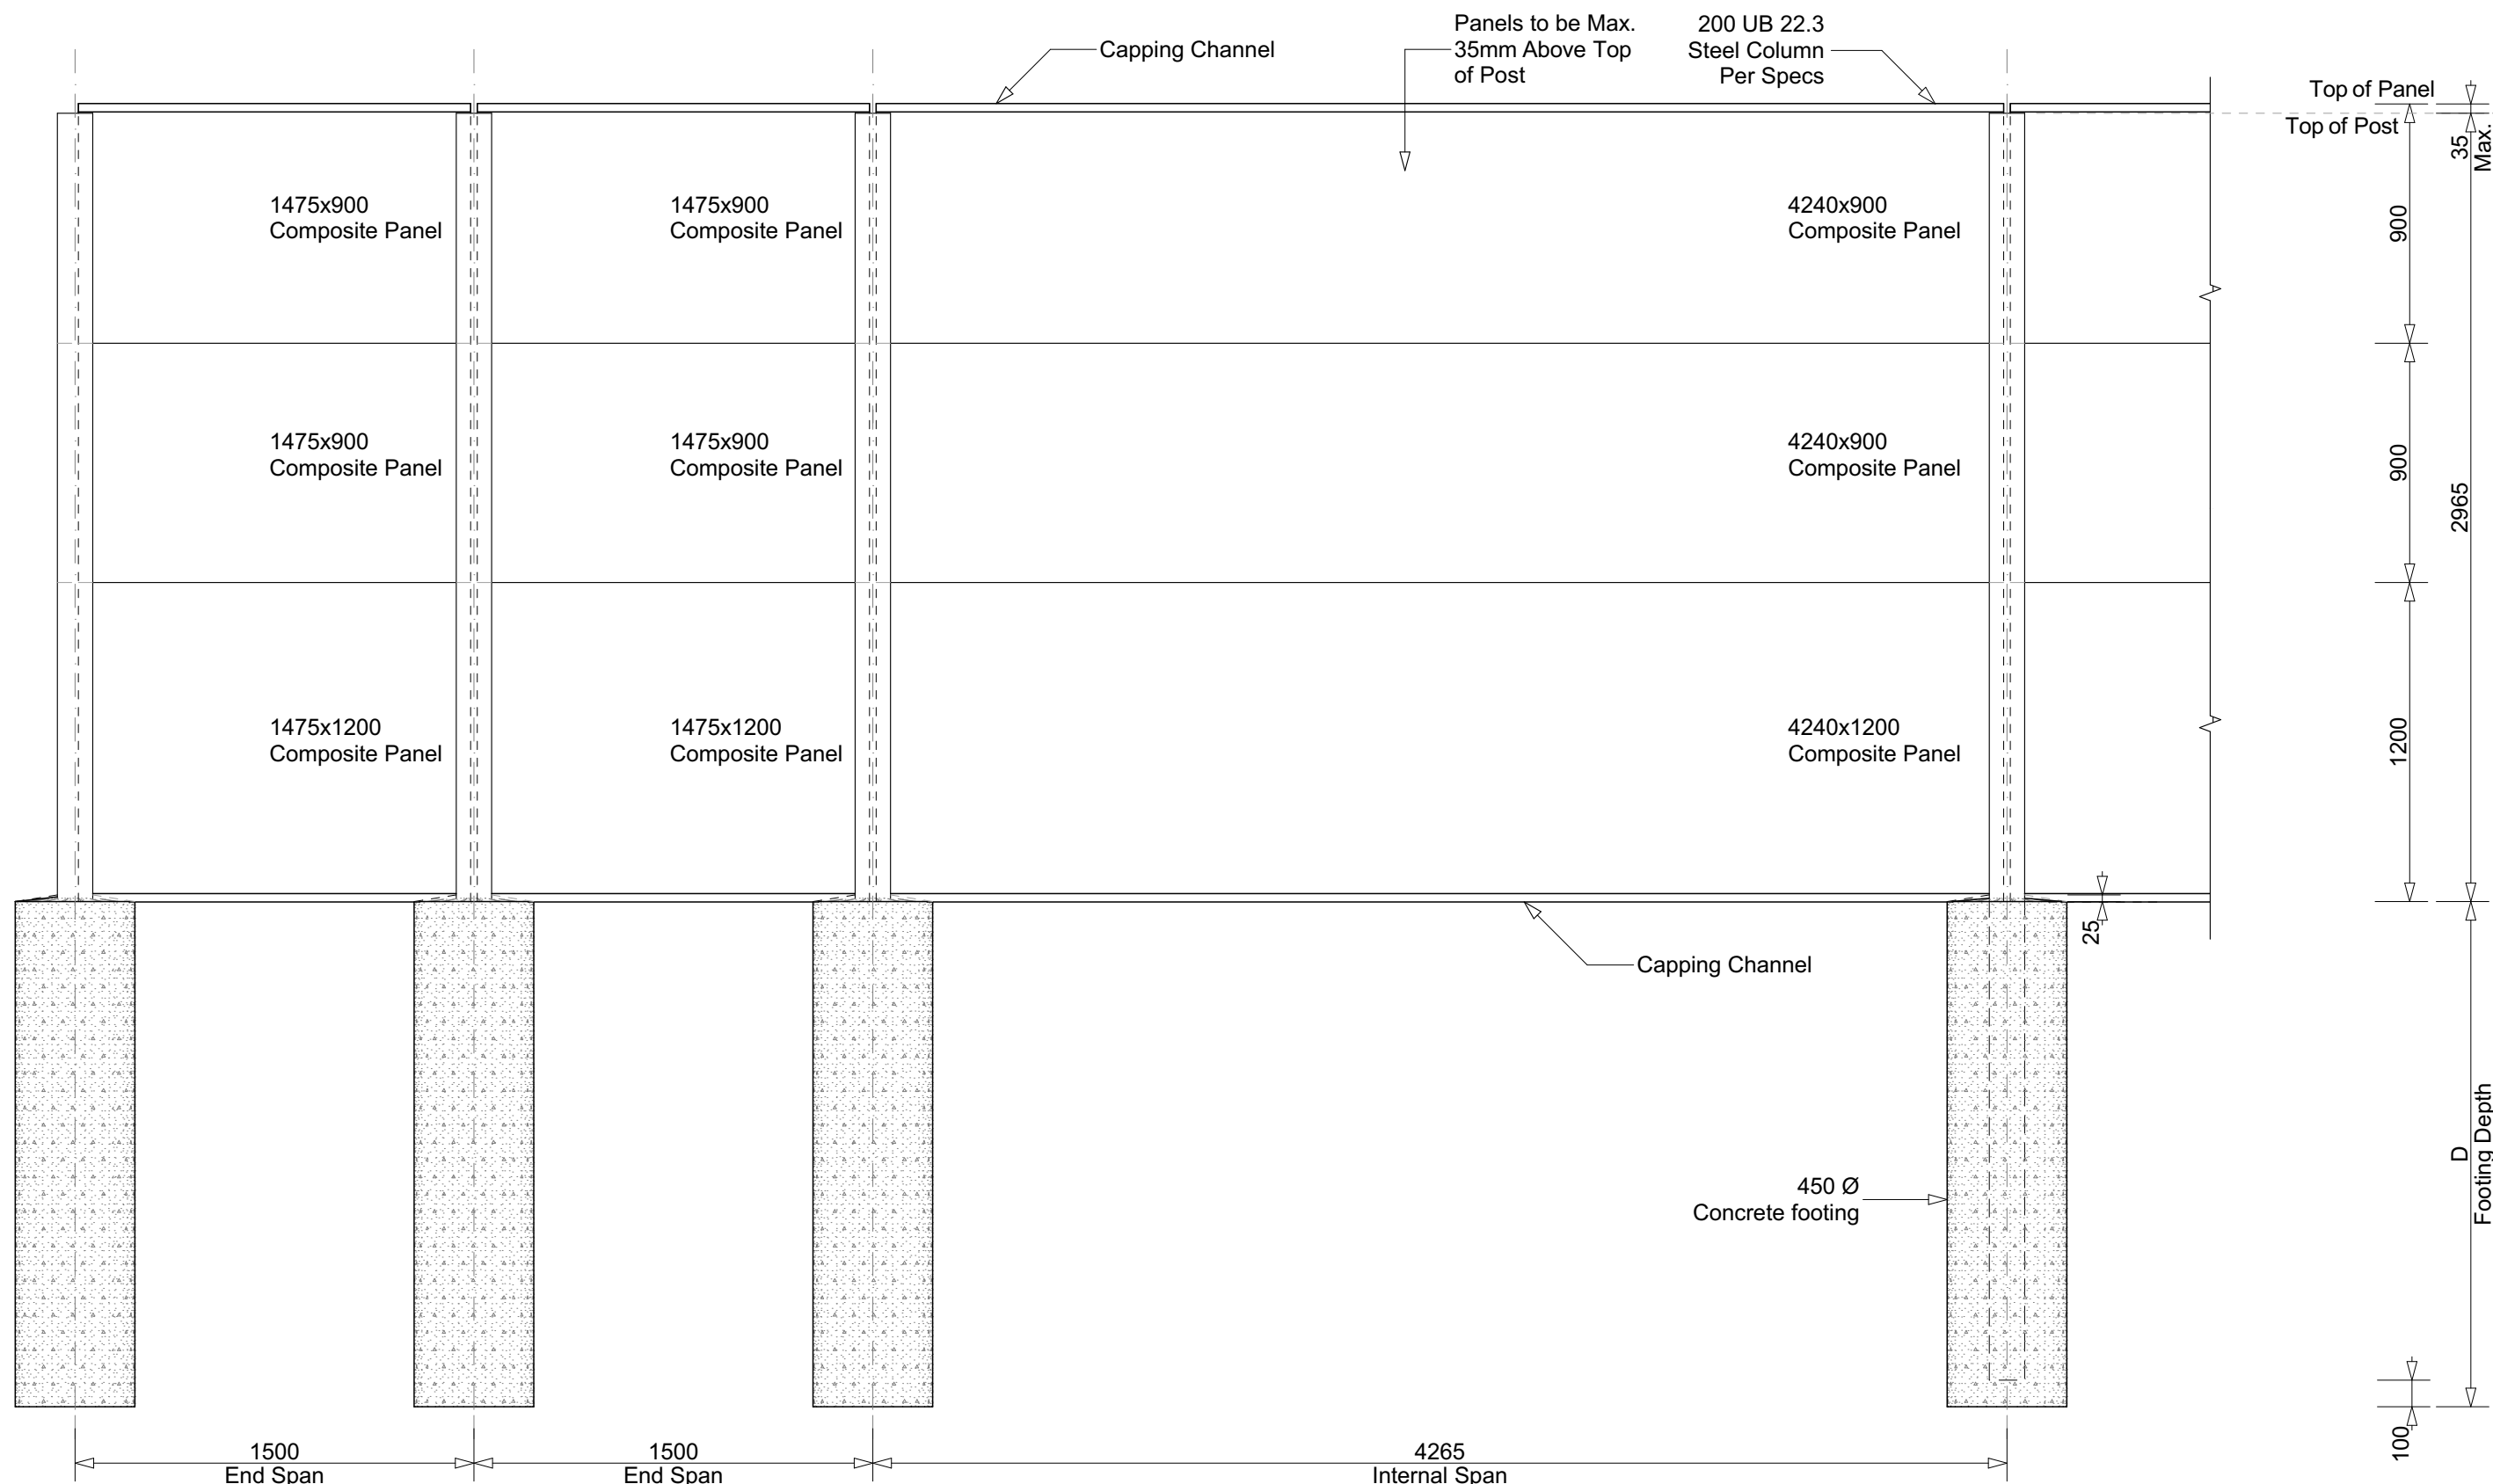 Capping Channel
Panels to be Max.
35mm Above Top
of Post
200 UB 22.3
Steel Column
Per Specs
Top of Panel
Top of Post
35
Max.
1475x900
Composite Panel
1475x900
Composite Panel
4240x900
Composite Panel
900
1475x900
Composite Panel
1475x900
Composite Panel
4240x900
Composite Panel
900
2965
1475x1200
Composite Panel
1475x1200
Composite Panel
4240x1200
Composite Panel
1200
25
Capping Channel
450 Ø
Concrete footing
D
Footing Depth
100
1500
End Span
1500
End Span
4265
Internal Span